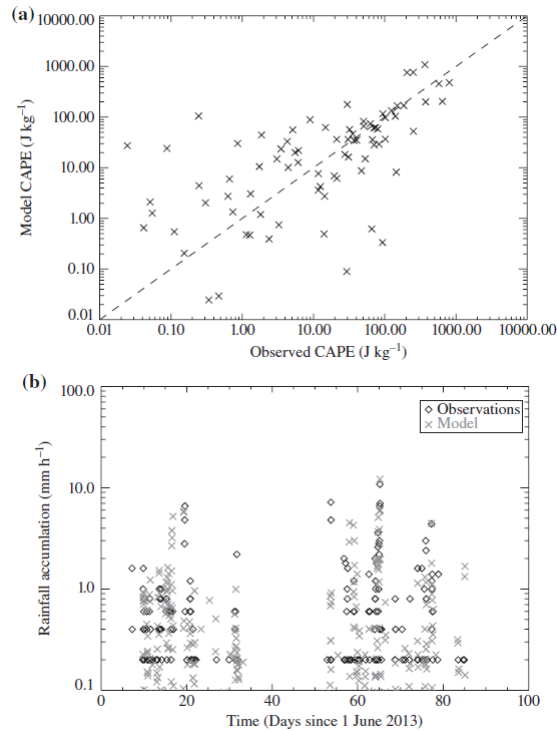 (a)
10000.00
1000.00
100.00
10.00
1.00
0.10
0.01
Model CAPE (J kg⁻¹)
0.01 0.10 1.00 10.00 100.00 1000.00 10000.00
Observed CAPE (J kg⁻¹)
(b)
100.0
10.0
1.0
0.1
Rainfall accumlation (mm h⁻¹)
Observations
Model
0 20 40 60 80 100
Time (Days since 1 June 2013)